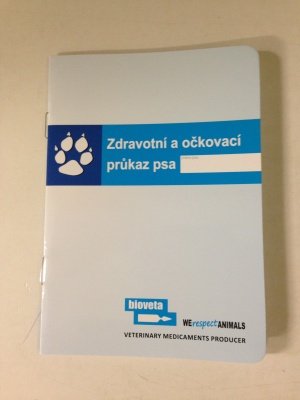 Zdravotní a očkovací
průkaz psa
bioveta
WE respect ANIMALS
VETERINARY MEDICAMENTS PRODUCER